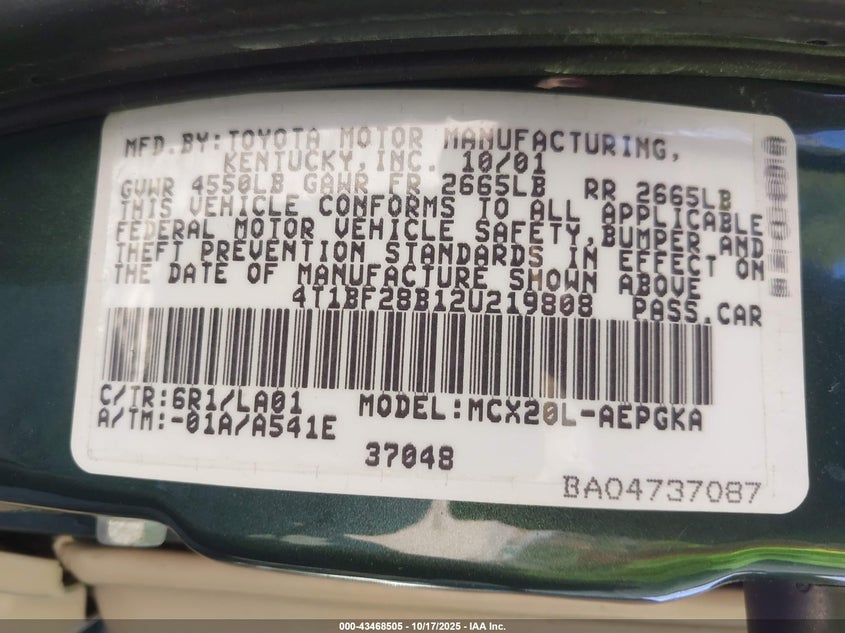 MFD.BY:TOYOTA MOTOR MANUFACTURING,
KENTUCKY,INC. 10/01
GVWR 4550LB GAWR FR 2665LB RR 2665LB
THIS VEHICLE CONFORMS TO ALL APPLICABLE
FEDERAL MOTOR VEHICLE SAFETY,BUMPER AND
THEFT PREVENTION STANDARDS IN EFFECT ON
THE DATE OF MANUFACTURE SHOWN ABOVE
4T1BF28B12U219808 PASS.CAR
C/TR:6R1/LA01 MODEL:MCX20L-AEPGKA
A/TM:-01A/A541E
37048
BA04737087
000-43468505 - 10/17/2025 - IAA Inc.